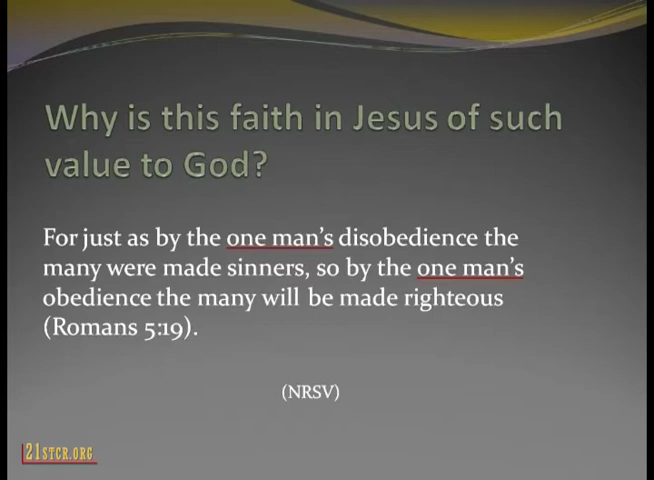 Why is this faith in Jesus of such
value to God?
For just as by the one man's disobedience the
many were made sinners, so by the one man's
obedience the many will be made righteous
(Romans 5:19).
(NRSV)
21STCR.ORG